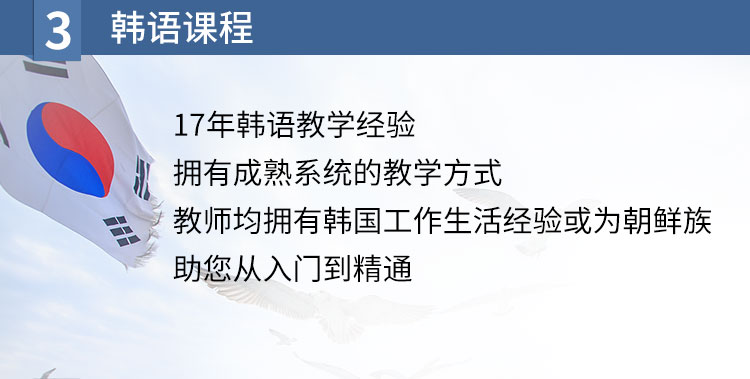 3 韩语课程
17年韩语教学经验
拥有成熟系统的教学方式
教师均拥有韩国工作生活经验或为朝鲜族
助您从入门到精通